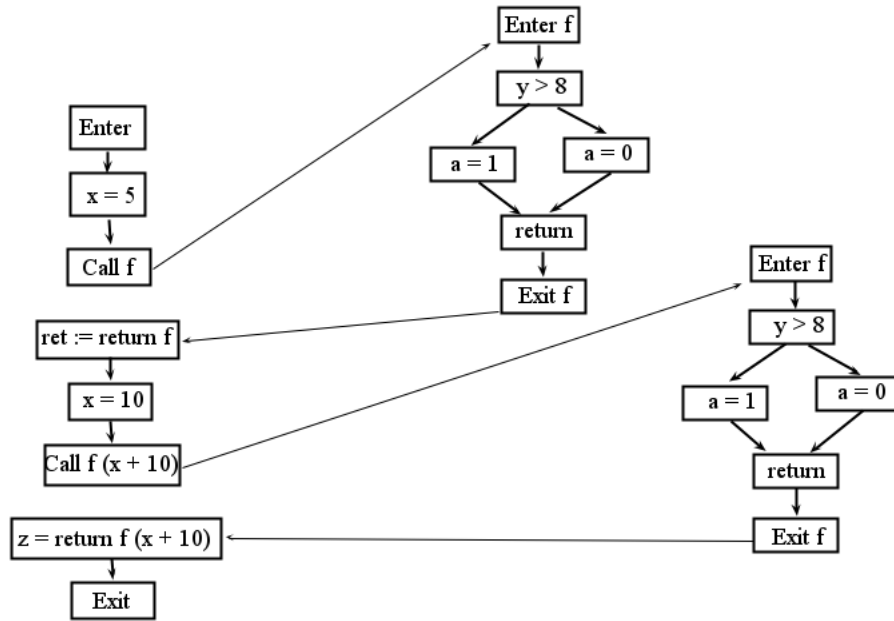 Enter
x = 5
Call f
Enter f
y > 8
a = 1
a = 0
return
Exit f
ret := return f
x = 10
Call f (x + 10)
Enter f
y > 8
a = 1
a = 0
return
Exit f
z = return f (x + 10)
Exit